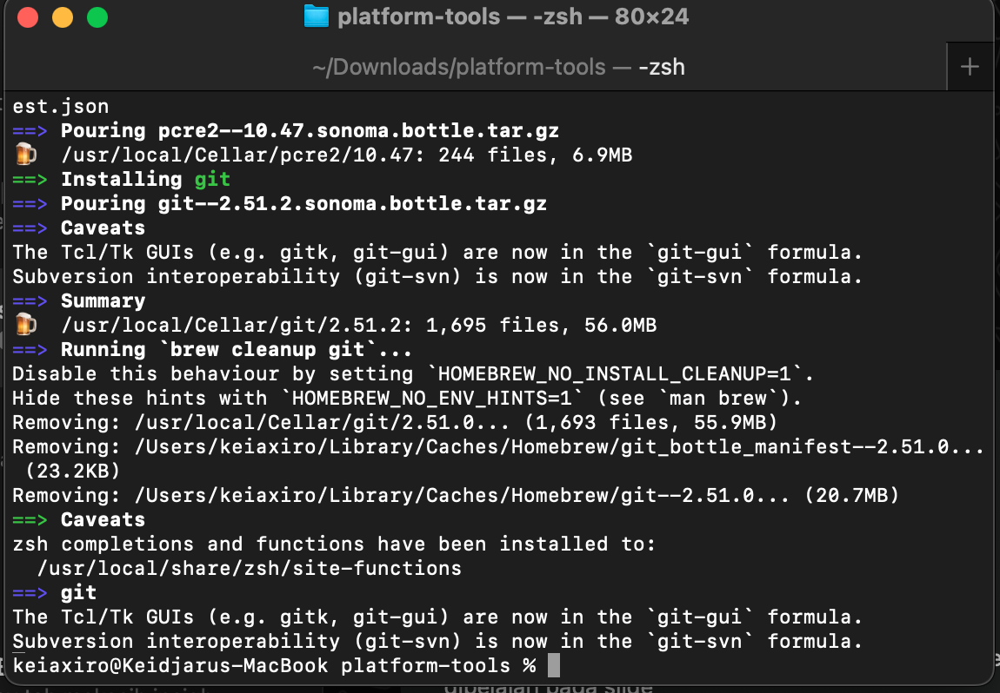 platform-tools — -zsh — 80×24
~/Downloads/platform-tools — -zsh
est.json
==> Pouring pcre2--10.47.sonoma.bottle.tar.gz
🍺  /usr/local/Cellar/pcre2/10.47: 244 files, 6.9MB
==> Installing git
==> Pouring git--2.51.2.sonoma.bottle.tar.gz
==> Caveats
The Tcl/Tk GUIs (e.g. gitk, git-gui) are now in the `git-gui` formula.
Subversion interoperability (git-svn) is now in the `git-svn` formula.
==> Summary
🍺  /usr/local/Cellar/git/2.51.2: 1,695 files, 56.0MB
==> Running `brew cleanup git`...
Disable this behaviour by setting `HOMEBREW_NO_INSTALL_CLEANUP=1`.
Hide these hints with `HOMEBREW_NO_ENV_HINTS=1` (see `man brew`).
Removing: /usr/local/Cellar/git/2.51.0... (1,693 files, 55.9MB)
Removing: /Users/keiaxiro/Library/Caches/Homebrew/git_bottle_manifest--2.51.0...
 (23.2KB)
Removing: /Users/keiaxiro/Library/Caches/Homebrew/git--2.51.0... (20.7MB)
==> Caveats
zsh completions and functions have been installed to:
  /usr/local/share/zsh/site-functions
==> git
The Tcl/Tk GUIs (e.g. gitk, git-gui) are now in the `git-gui` formula.
Subversion interoperability (git-svn) is now in the `git-svn` formula.
keiaxiro@Keidjarus-MacBook platform-tools %